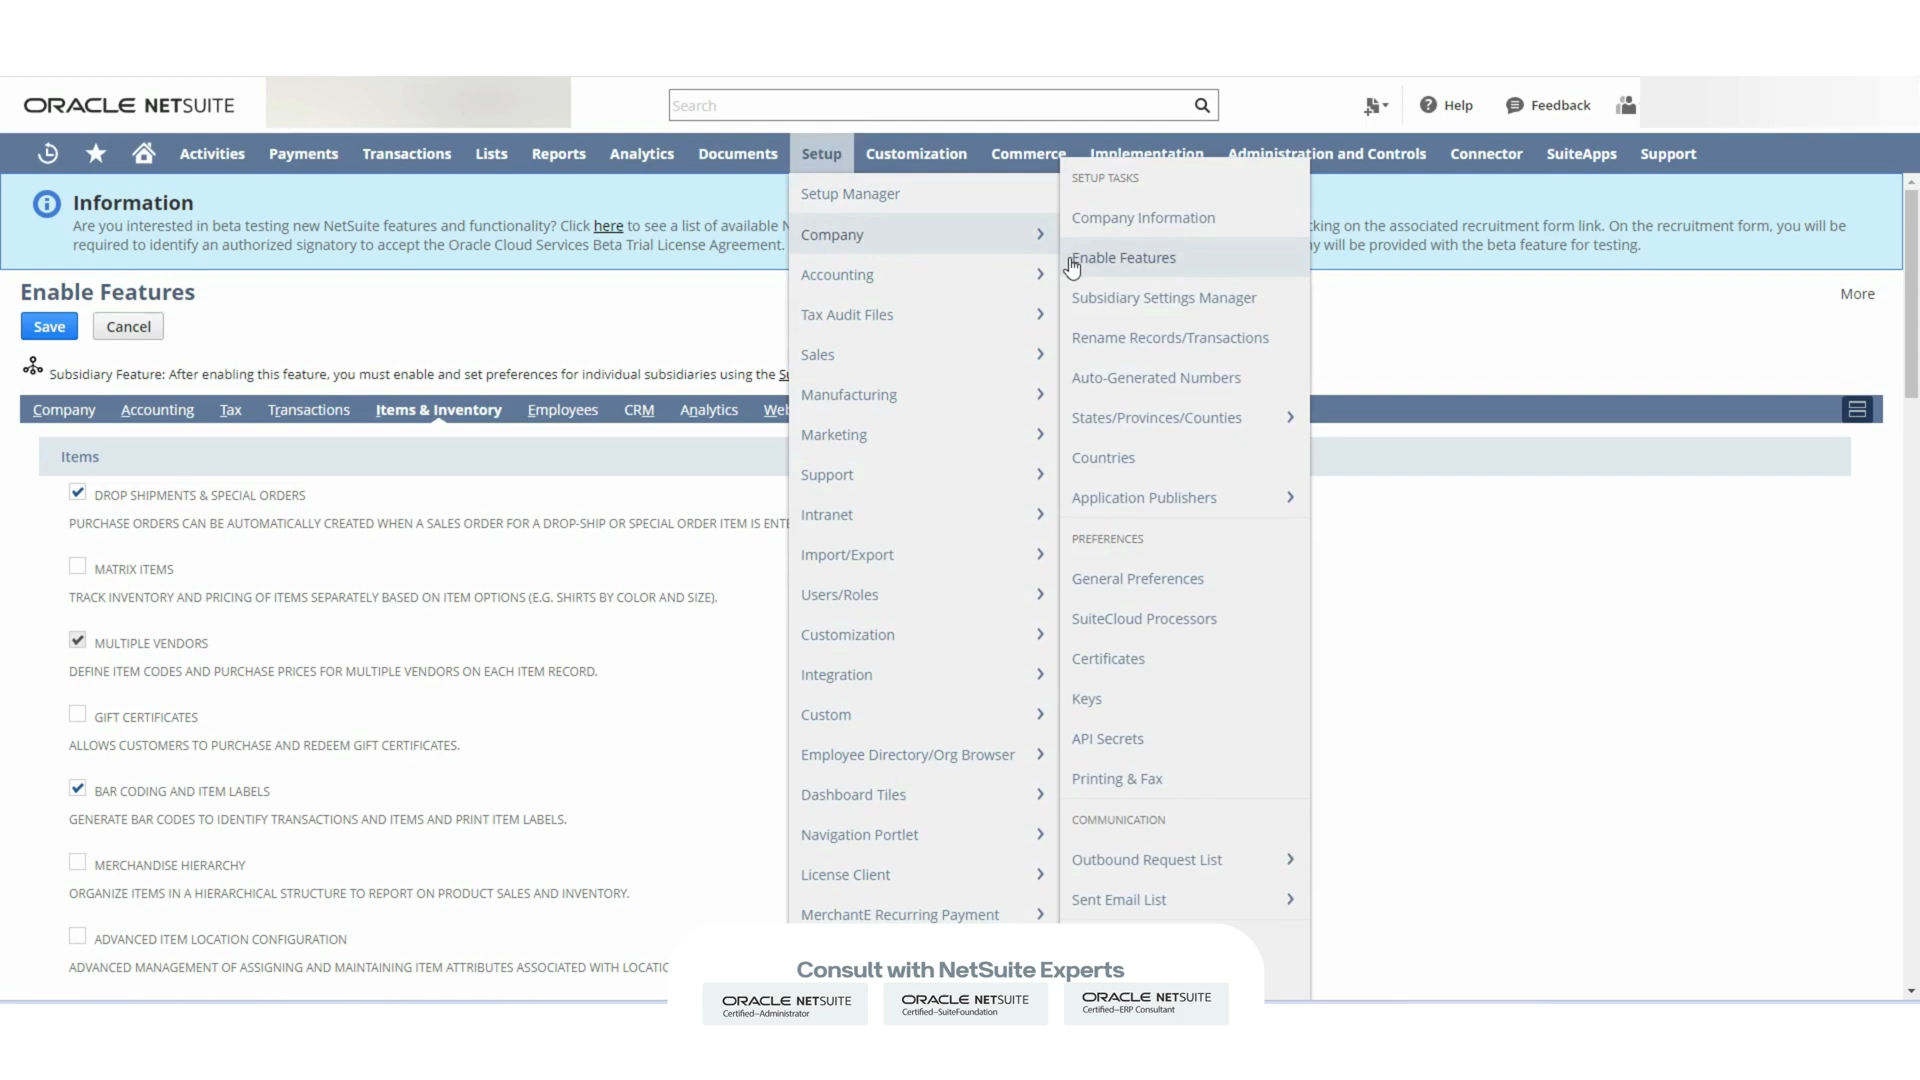 ORACLE NETSUITE
Search
Help
Feedback
Activities
Payments
Transactions
Lists
Reports
Analytics
Documents
Setup
Customization
Commerce
Implementation
Administration and Controls
Connector
SuiteApps
Support
Information
Are you interested in beta testing new NetSuite features and functionality? Click here to see a list of available
king on the associated recruitment form link. On the recruitment form, you will be
required to identify an authorized signatory to accept the Oracle Cloud Services Beta Trial License Agreement.
y will be provided with the beta feature for testing.
Enable Features
More
Save
Cancel
Subsidiary Feature: After enabling this feature, you must enable and set preferences for individual subsidiaries using the
Company
Accounting
Tax
Transactions
Items & Inventory
Employees
CRM
Analytics
Web
Items
DROP SHIPMENTS & SPECIAL ORDERS
PURCHASE ORDERS CAN BE AUTOMATICALLY CREATED WHEN A SALES ORDER FOR A DROP-SHIP OR SPECIAL ORDER ITEM IS ENTE
MATRIX ITEMS
TRACK INVENTORY AND PRICING OF ITEMS SEPARATELY BASED ON ITEM OPTIONS (E.G. SHIRTS BY COLOR AND SIZE).
MULTIPLE VENDORS
DEFINE ITEM CODES AND PURCHASE PRICES FOR MULTIPLE VENDORS ON EACH ITEM RECORD.
GIFT CERTIFICATES
ALLOWS CUSTOMERS TO PURCHASE AND REDEEM GIFT CERTIFICATES.
BAR CODING AND ITEM LABELS
GENERATE BAR CODES TO IDENTIFY TRANSACTIONS AND ITEMS AND PRINT ITEM LABELS.
MERCHANDISE HIERARCHY
ORGANIZE ITEMS IN A HIERARCHICAL STRUCTURE TO REPORT ON PRODUCT SALES AND INVENTORY.
ADVANCED ITEM LOCATION CONFIGURATION
ADVANCED MANAGEMENT OF ASSIGNING AND MAINTAINING ITEM ATTRIBUTES ASSOCIATED WITH LOCATIO
Setup Manager
Company
Accounting
Tax Audit Files
Sales
Manufacturing
Marketing
Support
Intranet
Import/Export
Users/Roles
Customization
Integration
Custom
Employee Directory/Org Browser
Dashboard Tiles
Navigation Portlet
License Client
MerchantE Recurring Payment
SETUP TASKS
Company Information
Enable Features
Subsidiary Settings Manager
Rename Records/Transactions
Auto-Generated Numbers
States/Provinces/Counties
Countries
Application Publishers
PREFERENCES
General Preferences
SuiteCloud Processors
Certificates
Keys
API Secrets
Printing & Fax
COMMUNICATION
Outbound Request List
Sent Email List
Consult with NetSuite Experts
ORACLE NETSUITE
Certified-Administrator
ORACLE NETSUITE
Certified-SuiteFoundation
ORACLE NETSUITE
Certified-ERP Consultant